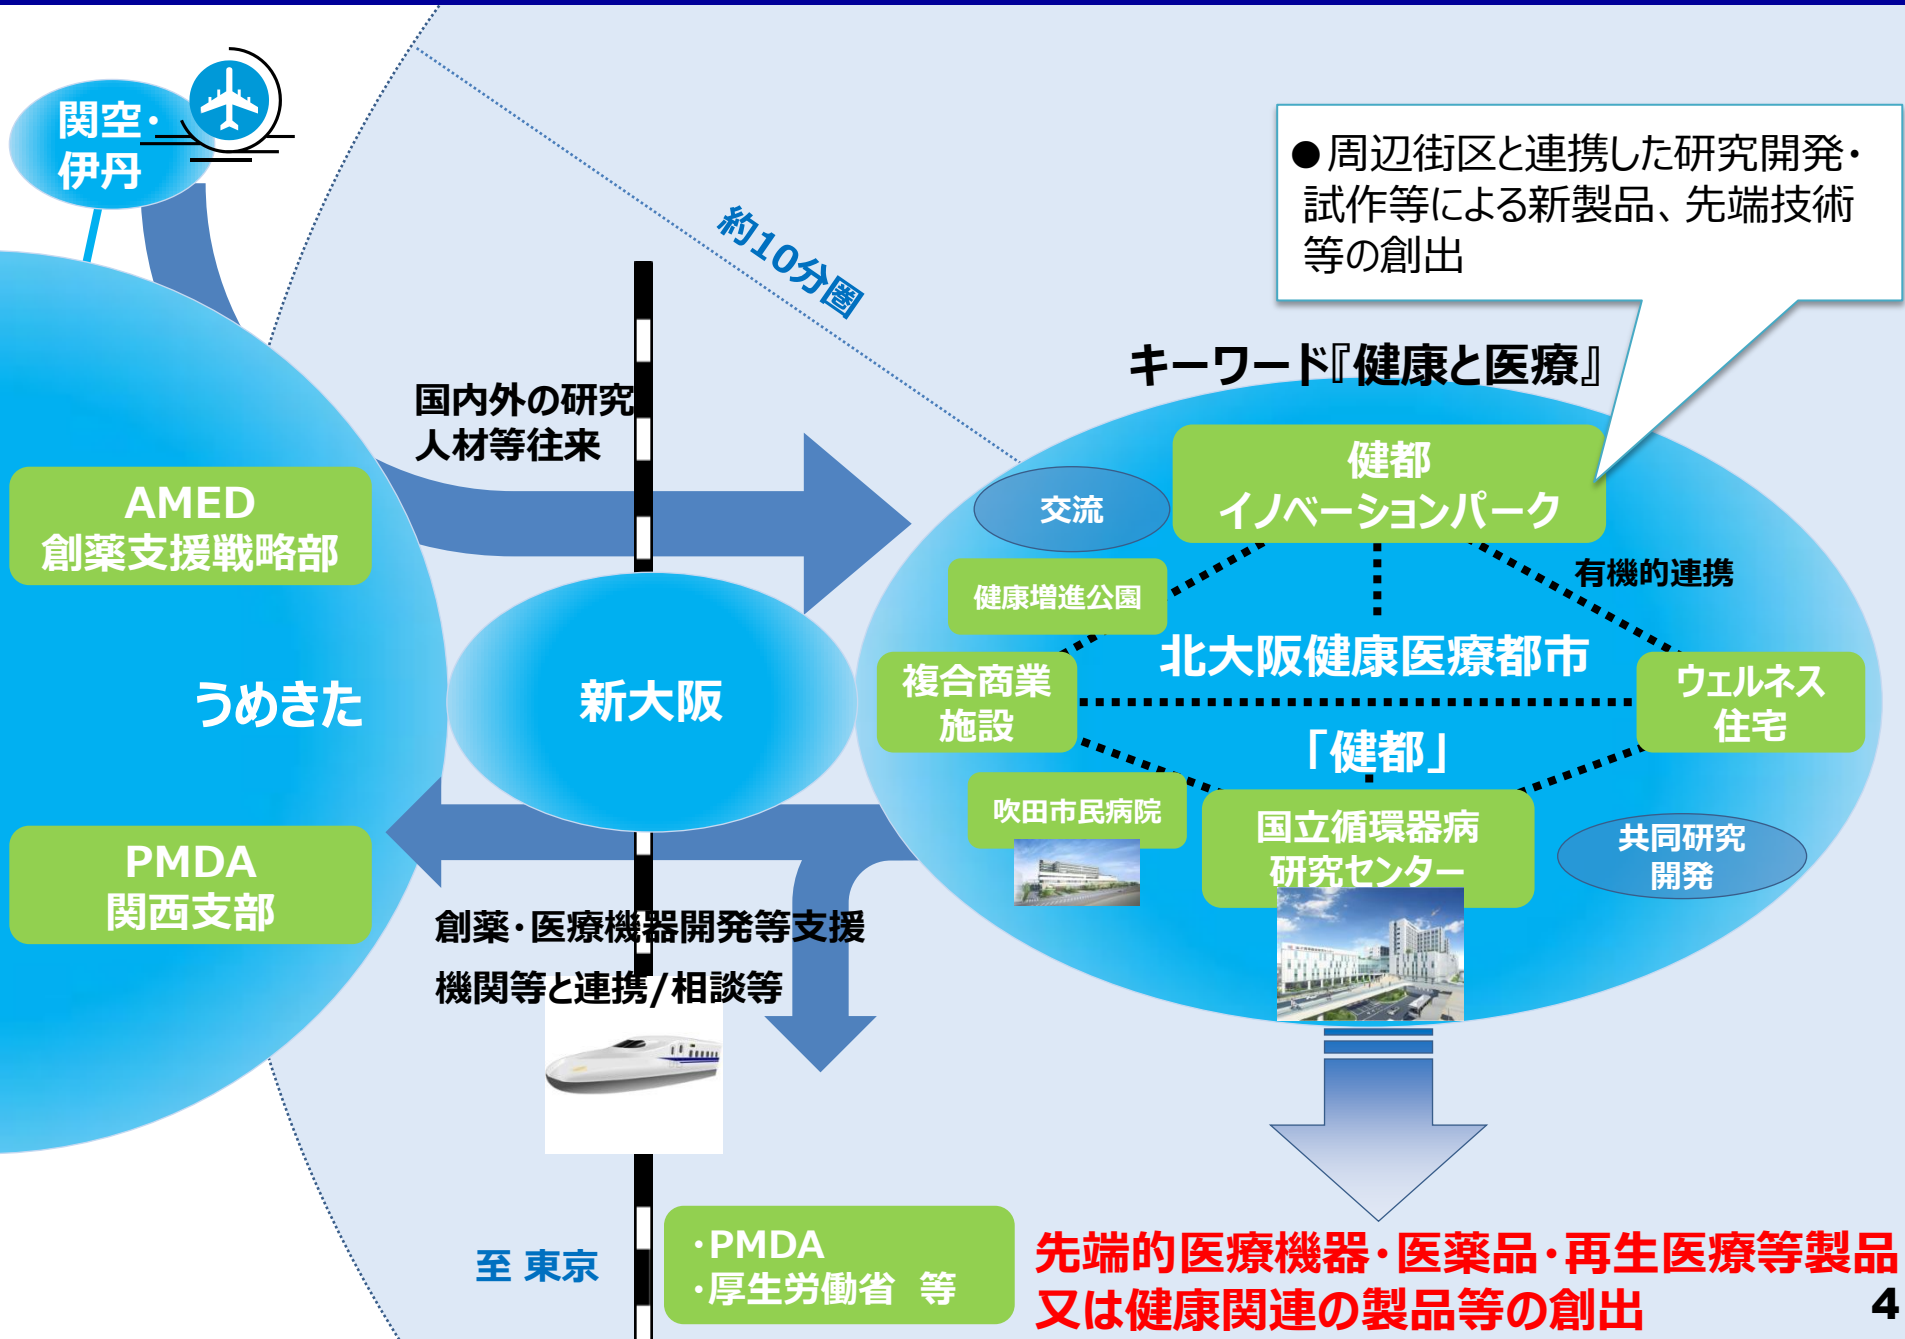 関空・
伊丹
約10分圏
●周辺街区と連携した研究開発・
試作等による新製品、先端技術
等の創出
キーワード『健康と医療』
国内外の研究
人材等往来
AMED
創薬支援戦略部
うめきた
PMDA
関西支部
新大阪
交流
健都
イノベーションパーク
有機的連携
健康増進公園
北大阪健康医療都市
「健都」
複合商業
施設
ウェルネス
住宅
吹田市民病院
国立循環器病
研究センター
共同研究
開発
創薬・医療機器開発等支援
機関等と連携/相談等
至 東京
・PMDA
・厚生労働省 等
先端的医療機器・医薬品・再生医療等製品
又は健康関連の製品等の創出
4